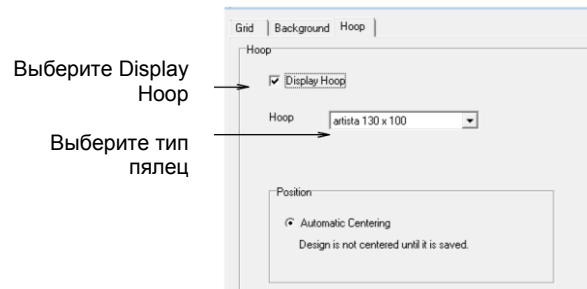 Grid Background Hoop
Hoop
Выберите Display
Hoop
Display Hoop
Hoop artista 130 x 100
Выберите тип
пялец
Position
Automatic Centering
Design is not centered until it is saved.